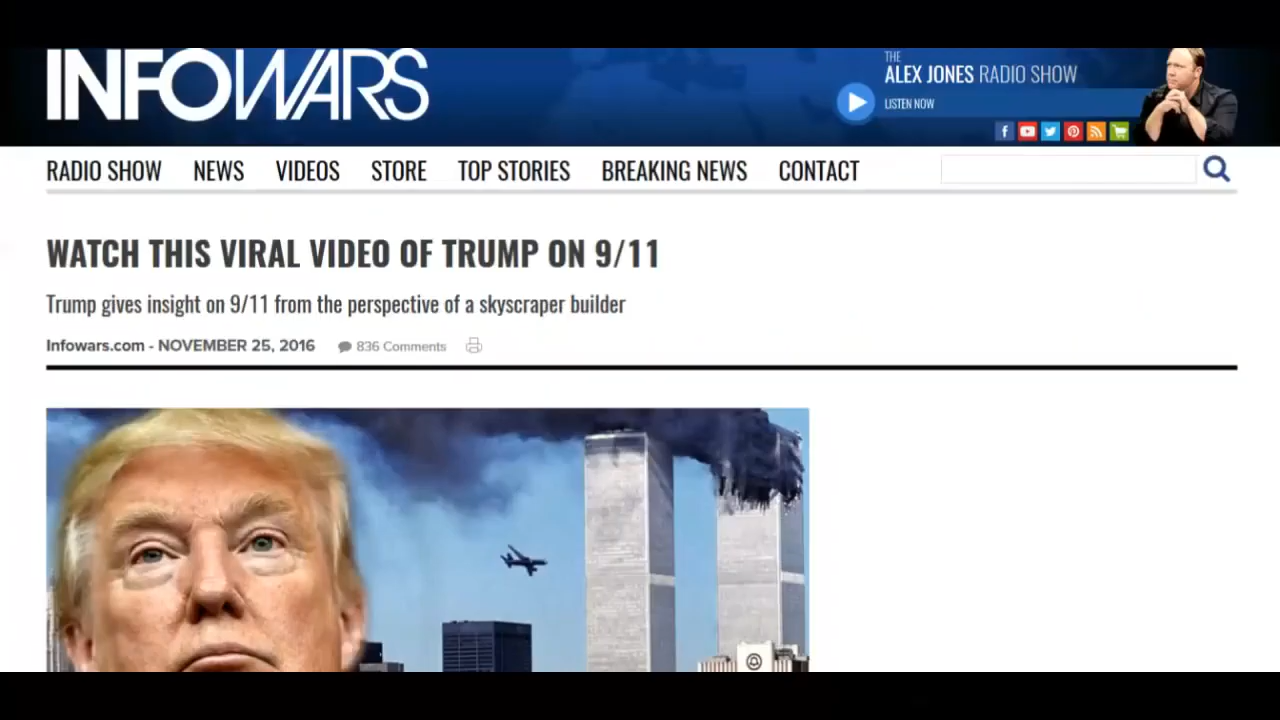 INFOWARS
THE
ALEX JONES RADIO SHOW
LISTEN NOW
RADIO SHOW NEWS VIDEOS STORE TOP STORIES BREAKING NEWS CONTACT
WATCH THIS VIRAL VIDEO OF TRUMP ON 9/11
Trump gives insight on 9/11 from the perspective of a skyscraper builder
Infowars.com - NOVEMBER 25, 2016 836 Comments